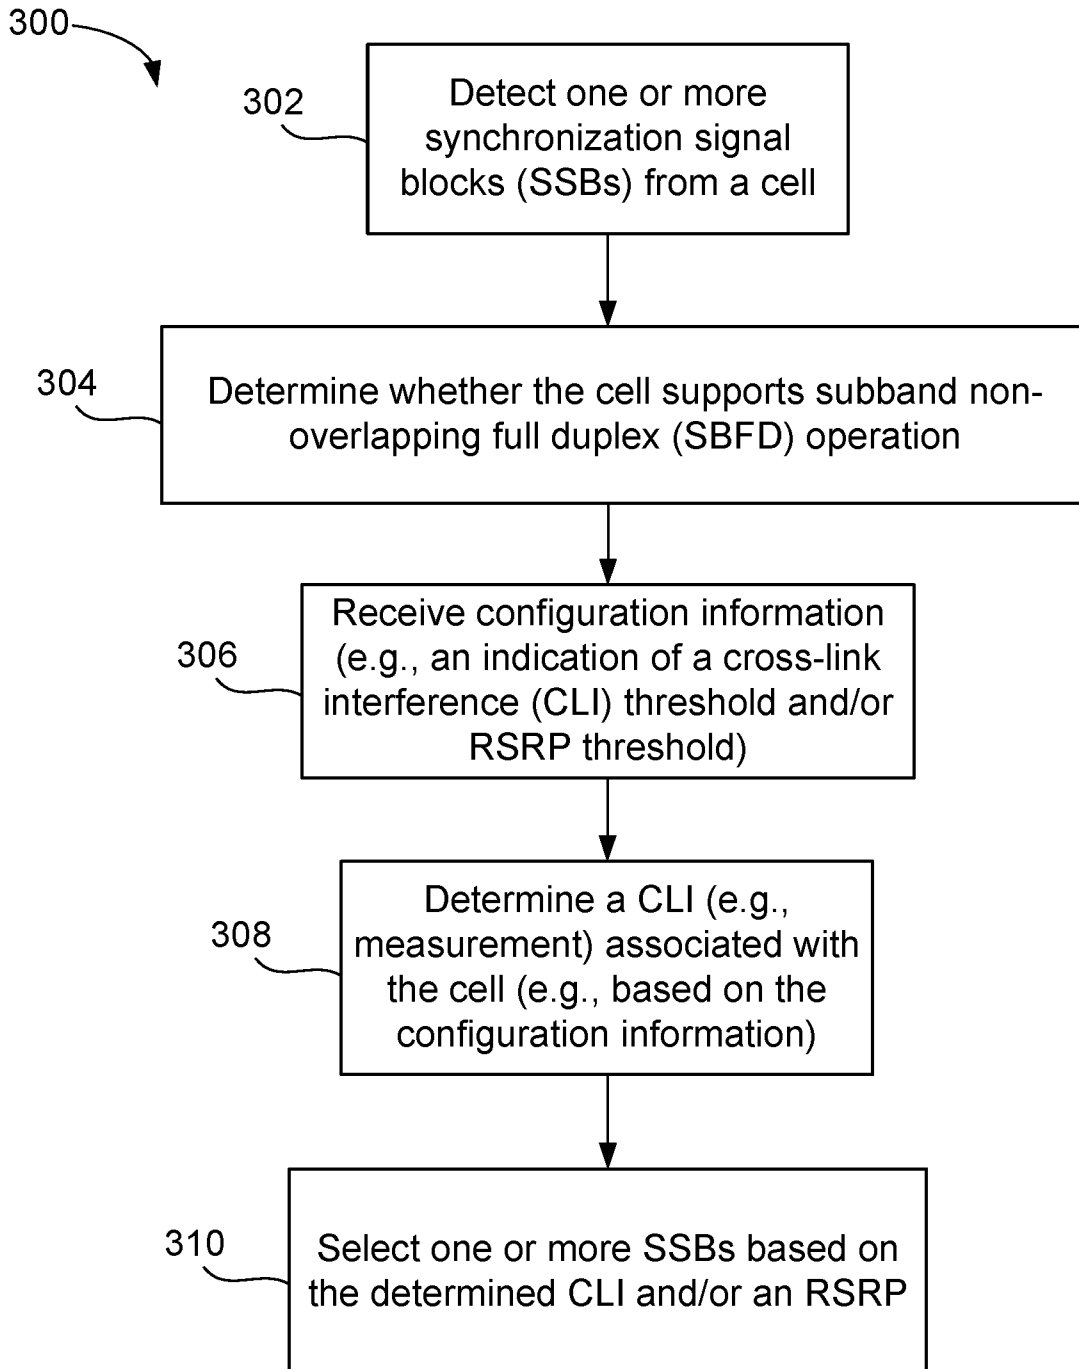 300
302
Detect one or more
synchronization signal
blocks (SSBs) from a cell
304
Determine whether the cell supports subband non-
overlapping full duplex (SBFD) operation
306
Receive configuration information
(e.g., an indication of a cross-link
interference (CLI) threshold and/or
RSRP threshold)
308
Determine a CLI (e.g.,
measurement) associated with
the cell (e.g., based on the
configuration information)
310
Select one or more SSBs based on
the determined CLI and/or an RSRP